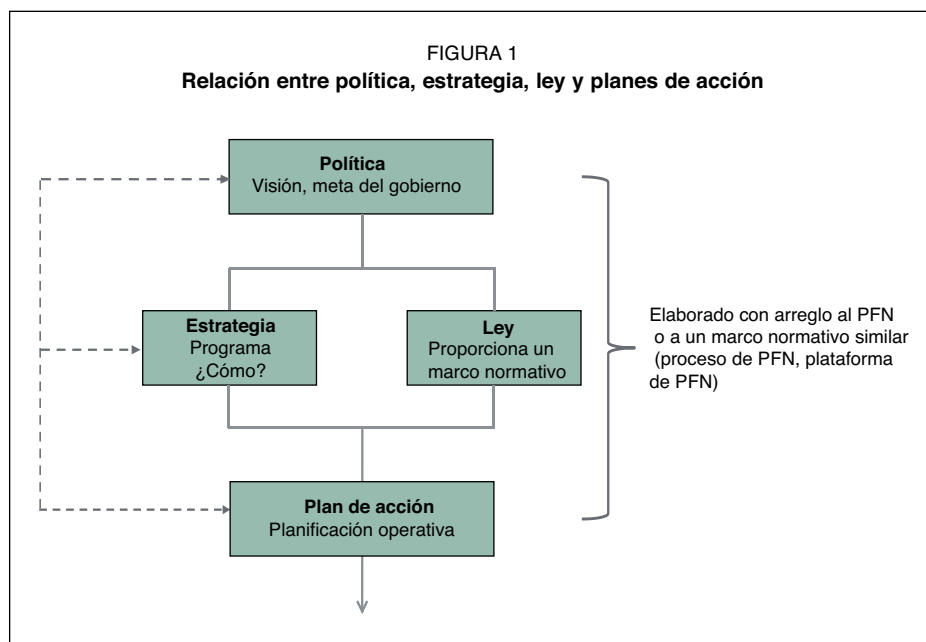 FIGURA 1
Relación entre política, estrategia, ley y planes de acción
Política
Visión, meta del gobierno
Estrategia
Programa
¿Cómo?
Ley
Proporciona un
marco normativo
Elaborado con arreglo al PFN
o a un marco normativo similar
(proceso de PFN, plataforma
de PFN)
Plan de acción
Planificación operativa